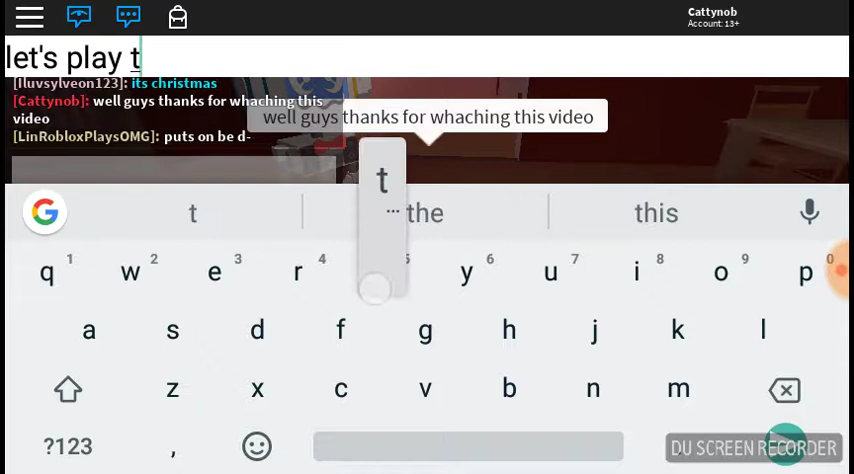 Cattynob
Account: 13+
let's play t
[Iluvsylveon123]: its christmas
[Cattynob]: well guys thanks for whaching this
video
[LinRobloxPlaysOMG]: puts on be d-
well guys thanks for whaching this video
t
...
t the this
1 2 3 4 5 6 7 8 9 0
q w e r y u i o p
a s d f g h j k l
z x c v b n m
?123 ,
DU SCREEN RECORDER